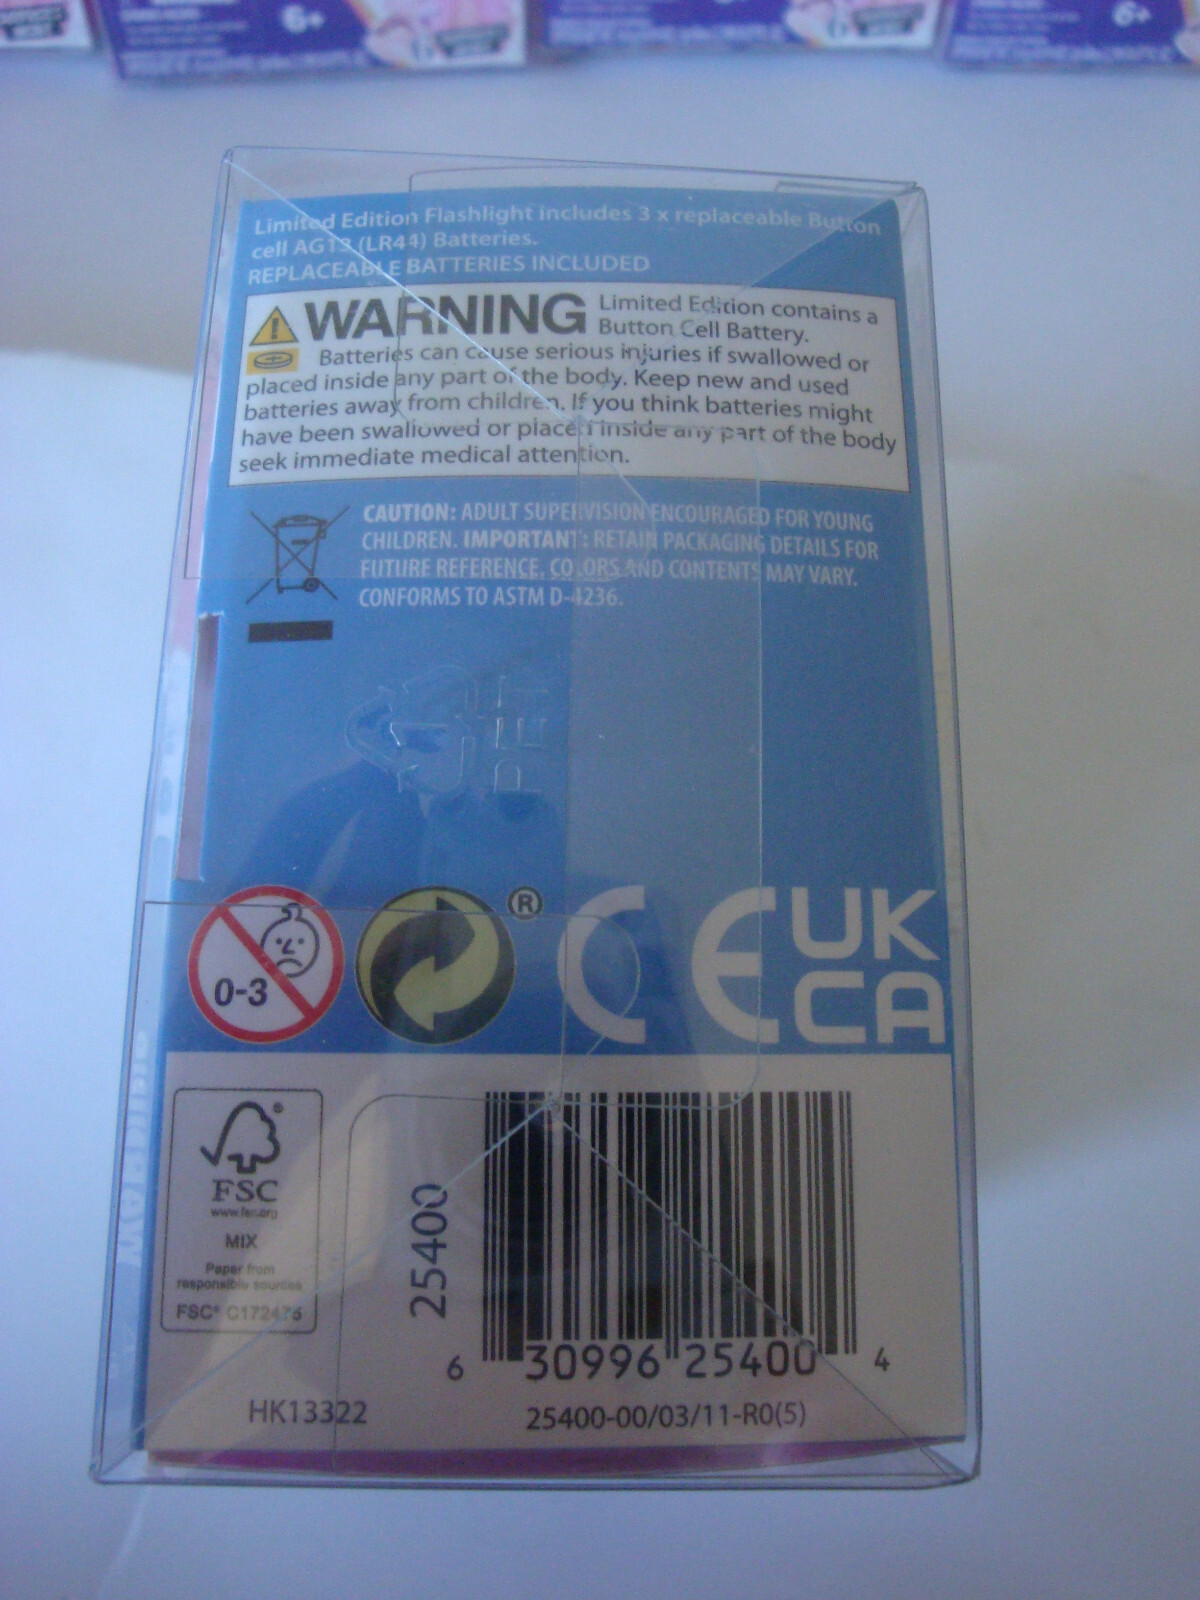 6+
6+
Limited Edition Flashlight includes 3 x replaceable Button
cell AG13 (LR44) Batteries.
REPLACEABLE BATTERIES INCLUDED
WARNING Limited Edition contains a
Button Cell Battery.
Batteries can cause serious injuries if swallowed or
placed inside any part of the body. Keep new and used
batteries away from children. If you think batteries might
have been swallowed or placed inside any part of the body
seek immediate medical attention.
CAUTION: ADULT SUPERVISION ENCOURAGED FOR YOUNG
CHILDREN. IMPORTANT: RETAIN PACKAGING DETAILS FOR
FUTURE REFERENCE. COLORS AND CONTENTS MAY VARY.
CONFORMS TO ASTM D-4236.
PET
0-3
®
CE
UK
CA
FSC®
www.fsc.org
MIX
Paper from
responsible sources
FSC® C172475
25400
6 30996 25400 4
HK13322
25400-00/03/11-R0(5)